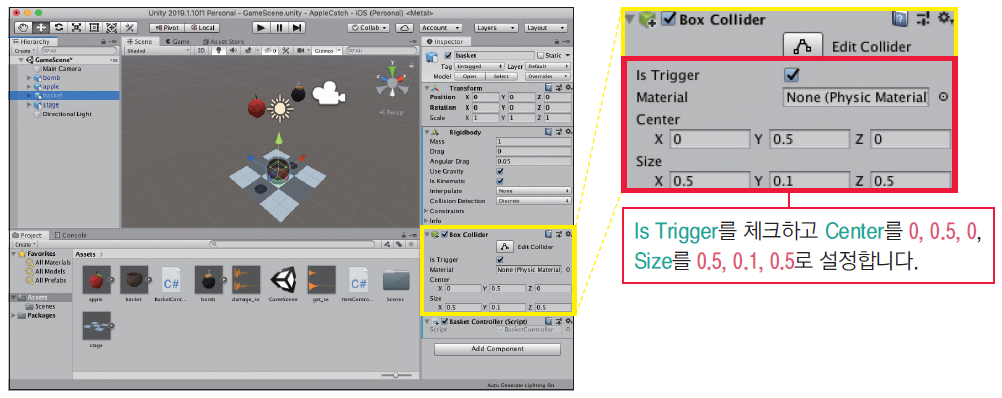 Unity 2019.1.10f1 Personal - GameScene.unity - AppleCatch - iOS (Personal) <Metal>
Pivot
Local
Collab
Account
Layers
Layout
Hierarchy
Create
All
GameScene*
Main Camera
bomb
apple
basket
stage
Directional Light
Scene
Game
Asset Store
Shaded
2D
Gizmos
All
x
z
Persp
Inspector
basket
Static
Tag Untagged Layer Default
Model Open Select Overrides
Transform
Position X 0 Y 0 Z 0
Rotation X 0 Y 0 Z 0
Scale X 1 Y 1 Z 1
Rigidbody
Mass 1
Drag 0
Angular Drag 0.05
Use Gravity
Is Kinematic
Interpolate None
Collision Detection Discrete
Constraints
Info
Box Collider
Edit Collider
Is Trigger
Material None (Physic Material
Center
X 0 Y 0.5 Z 0
Size
X 0.5 Y 0.1 Z 0.5
Basket Controller (Script)
Script BasketController
Add Component
Auto Generate Lighting On
Project
Console
Create
Favorites
All Materials
All Models
All Prefabs
Assets
Scenes
Packages
Assets
C#
C#
apple basket BasketCont... bomb damage_se GameScene get_se ItemContro... Scenes
stage
Box Collider
Edit Collider
Is Trigger
Material None (Physic Material
Center
X 0 Y 0.5 Z 0
Size
X 0.5 Y 0.1 Z 0.5
Is Trigger를 체크하고 Center를 0, 0.5, 0,
Size를 0.5, 0.1, 0.5로 설정합니다.